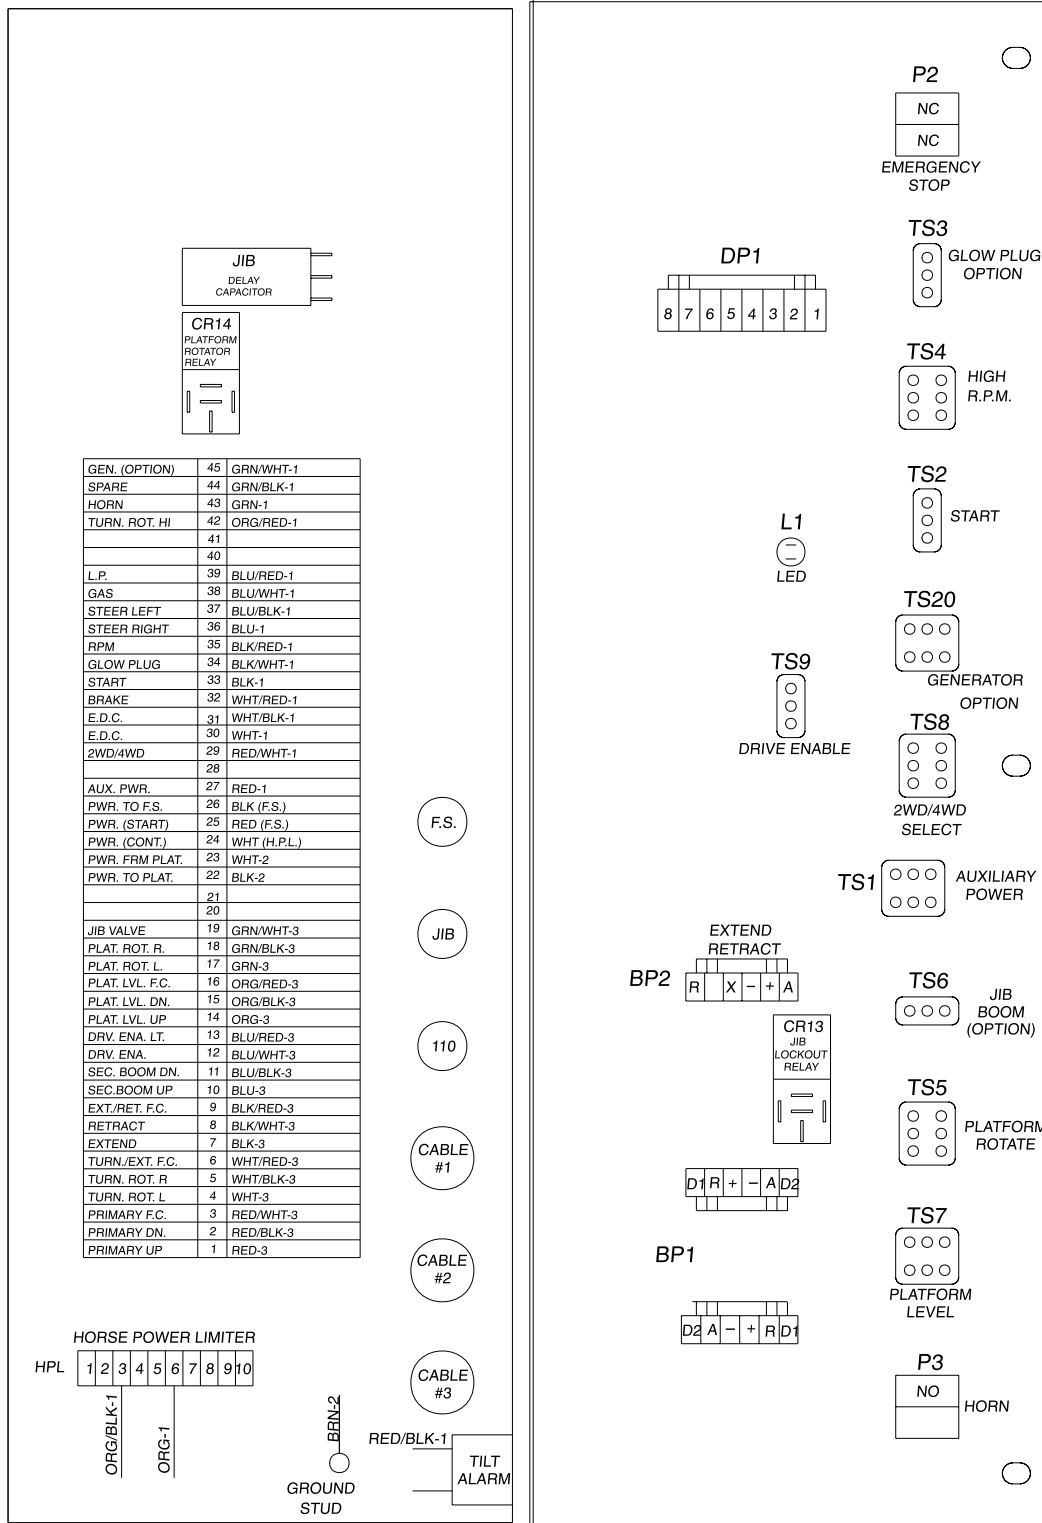 JIB
DELAY
CAPACITOR
CR14
PLATFORM
ROTATOR
RELAY
GEN. (OPTION) 45 GRN/WHT-1
SPARE 44 GRN/BLK-1
HORN 43 GRN-1
TURN. ROT. HI 42 ORG/RED-1
41
40
L.P. 39 BLU/RED-1
GAS 38 BLU/WHT-1
STEER LEFT 37 BLU/BLK-1
STEER RIGHT 36 BLU-1
RPM 35 BLK/RED-1
GLOW PLUG 34 BLK/WHT-1
START 33 BLK-1
BRAKE 32 WHT/RED-1
E.D.C. 31 WHT/BLK-1
E.D.C. 30 WHT-1
2WD/4WD 29 RED/WHT-1
28
AUX. PWR. 27 RED-1
PWR. TO F.S. 26 BLK (F.S.)
PWR. (START) 25 RED (F.S.)
PWR. (CONT.) 24 WHT (H.P.L.)
PWR. FRM PLAT. 23 WHT-2
PWR. TO PLAT. 22 BLK-2
21
20
JIB VALVE 19 GRN/WHT-3
PLAT. ROT. R. 18 GRN/BLK-3
PLAT. ROT. L. 17 GRN-3
PLAT. LVL. F.C. 16 ORG/RED-3
PLAT. LVL. DN. 15 ORG/BLK-3
PLAT. LVL. UP 14 ORG-3
DRV. ENA. LT. 13 BLU/RED-3
DRV. ENA. 12 BLU/WHT-3
SEC. BOOM DN. 11 BLU/BLK-3
SEC.BOOM UP 10 BLU-3
EXT./RET. F.C. 9 BLK/RED-3
RETRACT 8 BLK/WHT-3
EXTEND 7 BLK-3
TURN./EXT. F.C. 6 WHT/RED-3
TURN. ROT. R 5 WHT/BLK-3
TURN. ROT. L 4 WHT-3
PRIMARY F.C. 3 RED/WHT-3
PRIMARY DN. 2 RED/BLK-3
PRIMARY UP 1 RED-3
F.S.
JIB
110
CABLE
#1
CABLE
#2
CABLE
#3
HORSE POWER LIMITER
HPL 1 2 3 4 5 6 7 8 9 10
ORG/BLK-1
ORG-1
BRN-2
GROUND
STUD
RED/BLK-1
TILT
ALARM
P2
NC
NC
EMERGENCY
STOP
TS3
GLOW PLUG
OPTION
DP1
8 7 6 5 4 3 2 1
TS4
HIGH
R.P.M.
TS2
START
L1
LED
TS20
GENERATOR
OPTION
TS9
DRIVE ENABLE
TS8
2WD/4WD
SELECT
TS1
AUXILIARY
POWER
EXTEND
RETRACT
BP2 R X - + A
TS6
JIB
BOOM
(OPTION)
CR13
JIB
LOCKOUT
RELAY
TS5
PLATFORM
ROTATE
D1 R + - A D2
BP1
D2 A - + R D1
TS7
PLATFORM
LEVEL
P3
NO
HORN